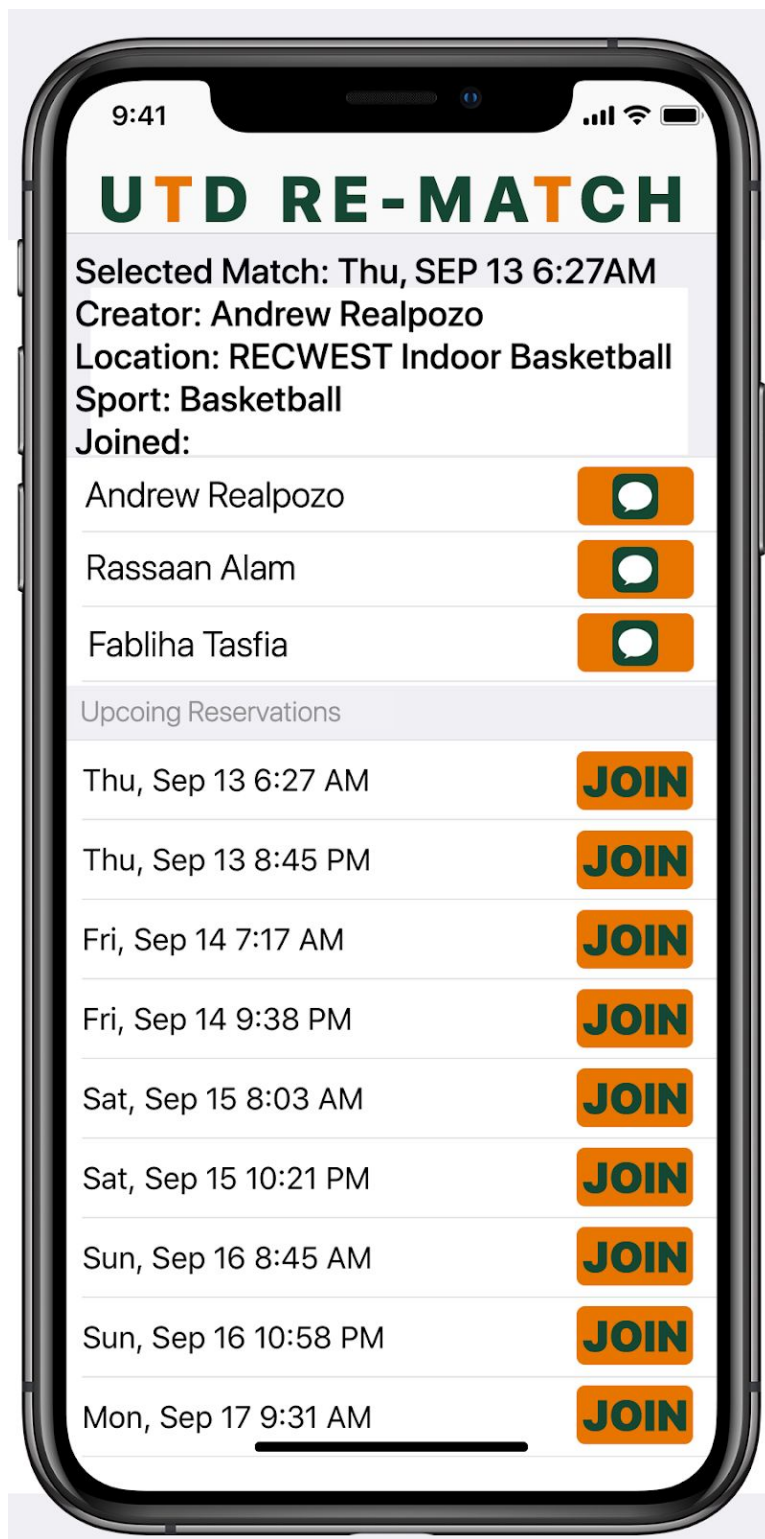 9:41
UTD RE-MATCH
Selected Match: Thu, SEP 13 6:27AM
Creator: Andrew Realpozo
Location: RECWEST Indoor Basketball
Sport: Basketball
Joined:
Andrew Realpozo
Rassaan Alam
Fabliha Tasfia
Upcoing Reservations
Thu, Sep 13 6:27 AM JOIN
Thu, Sep 13 8:45 PM JOIN
Fri, Sep 14 7:17 AM JOIN
Fri, Sep 14 9:38 PM JOIN
Sat, Sep 15 8:03 AM JOIN
Sat, Sep 15 10:21 PM JOIN
Sun, Sep 16 8:45 AM JOIN
Sun, Sep 16 10:58 PM JOIN
Mon, Sep 17 9:31 AM JOIN